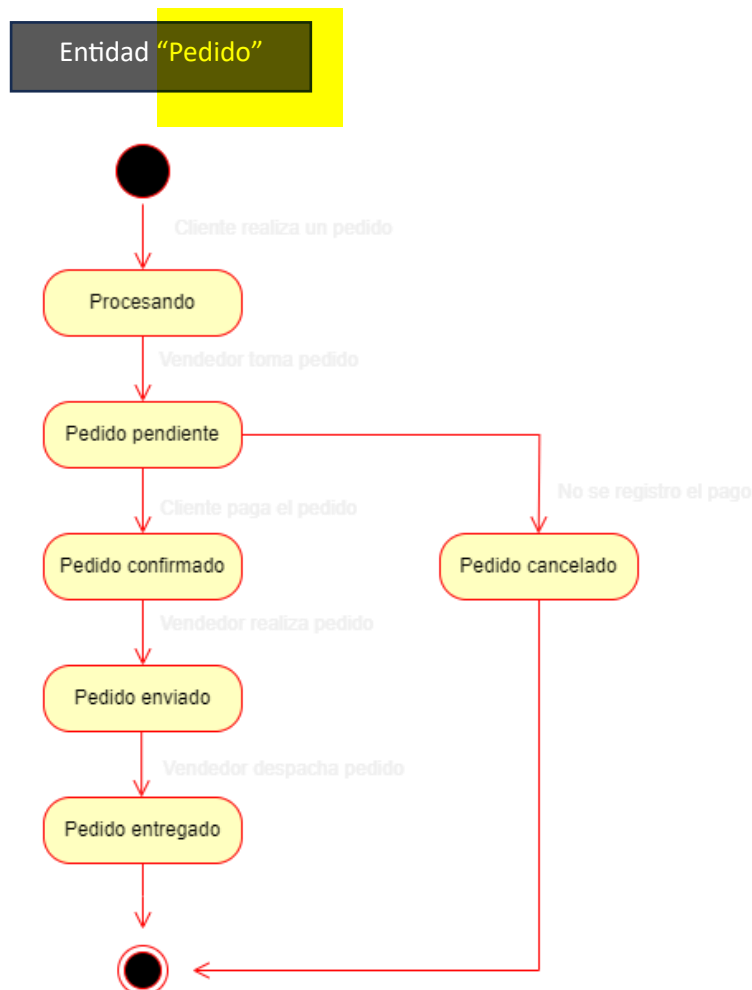 Entidad “Pedido”
Cliente realiza un pedido
Procesando
Vendedor toma pedido
Pedido pendiente
No se registro el pago
Cliente paga el pedido
Pedido confirmado
Pedido cancelado
Vendedor realiza pedido
Pedido enviado
Vendedor despacha pedido
Pedido entregado